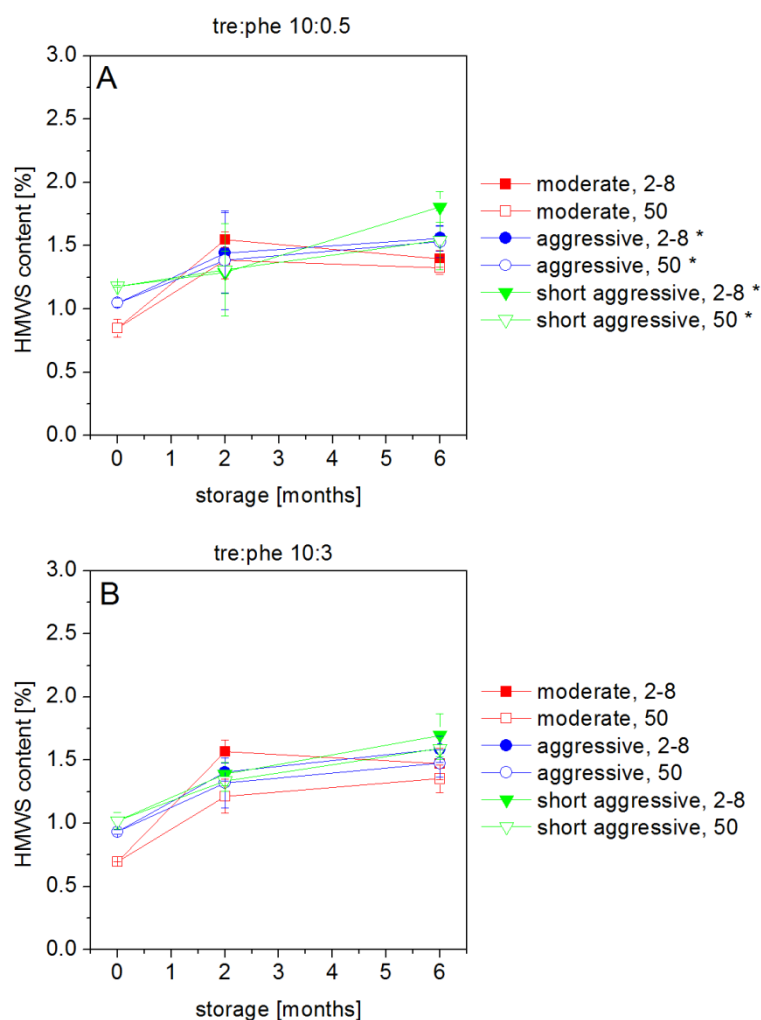 tre:phe 10:0.5
A
3.0
2.5
2.0
1.5
1.0
0.5
0.0
HMWS content [%]
0 1 2 3 4 5 6
storage [months]
moderate, 2-8
moderate, 50
aggressive, 2-8 *
aggressive, 50 *
short aggressive, 2-8 *
short aggressive, 50 *
tre:phe 10:3
B
3.0
2.5
2.0
1.5
1.0
0.5
0.0
HMWS content [%]
0 1 2 3 4 5 6
storage [months]
moderate, 2-8
moderate, 50
aggressive, 2-8
aggressive, 50
short aggressive, 2-8
short aggressive, 50